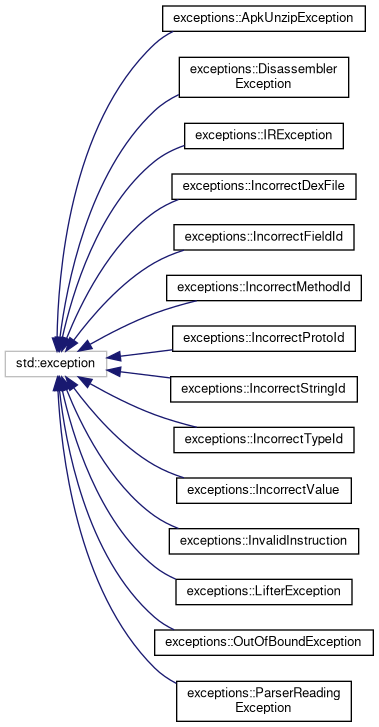 exceptions::ApkUnzipException
exceptions::Disassembler
Exception
exceptions::IRException
exceptions::IncorrectDexFile
exceptions::IncorrectFieldId
exceptions::IncorrectMethodId
exceptions::IncorrectProtoId
std::exception
exceptions::IncorrectStringId
exceptions::IncorrectTypeId
exceptions::IncorrectValue
exceptions::InvalidInstruction
exceptions::LifterException
exceptions::OutOfBoundException
exceptions::ParserReading
Exception